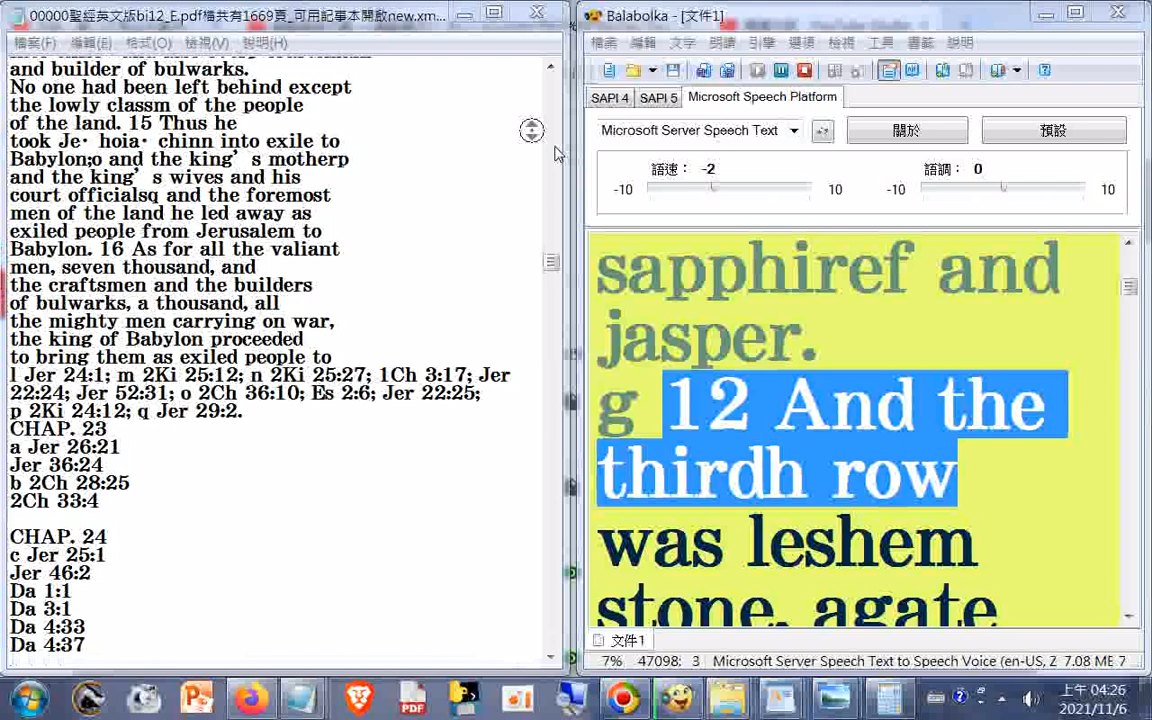 00000聖經英文版bi12_E.pdf檔共有1669頁_可用記事本開啟new.xm...
檔案(F) 編輯(E) 格式(O) 檢視(V) 說明(H)
and builder of bulwarks.
No one had been left behind except
the lowly classm of the people
of the land. 15 Thus he
took Je· hoia· chinn into exile to
Babylon;o and the king’s motherp
and the king’s wives and his
court officialsq and the foremost
men of the land he led away as
exiled people from Jerusalem to
Babylon. 16 As for all the valiant
men, seven thousand, and
the craftsmen and the builders
of bulwarks, a thousand, all
the mighty men carrying on war,
the king of Babylon proceeded
to bring them as exiled people to
l Jer 24:1; m 2Ki 25:12; n 2Ki 25:27; 1Ch 3:17; Jer
22:24; Jer 52:31; o 2Ch 36:10; Es 2:6; Jer 22:25;
p 2Ki 24:12; q Jer 29:2.
CHAP. 23
a Jer 26:21
Jer 36:24
b 2Ch 28:25
2Ch 33:4
CHAP. 24
c Jer 25:1
Jer 46:2
Da 1:1
Da 3:1
Da 4:33
Da 4:37
Balabolka - [文件1]
檔案 編輯 文字 朗讀 引擎 選項 檢視 工具 書籤 說明
SAPI 4 SAPI 5 Microsoft Speech Platform
Microsoft Server Speech Text 關於 預設
語速： -2 語調： 0
-10 10 -10 10
sapphiref and
jasper.
g 12 And the
thirdh row
was leshem
stone, agate
文件1
7% 47098: 3 Microsoft Server Speech Text to Speech Voice (en-US, Z 7.08 ME 7
上午 04:26
2021/11/6